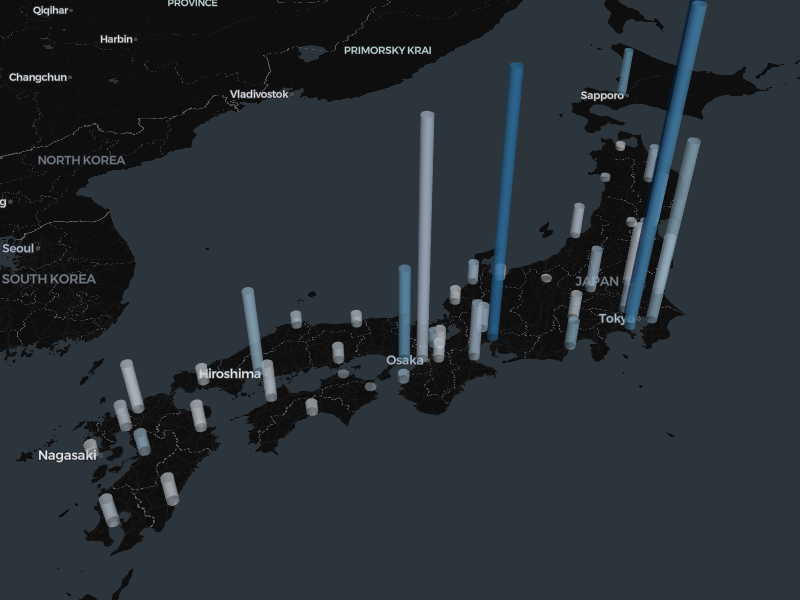 PROVINCE
Qiqihar
Harbin
PRIMORSKY KRAI
Changchun
Vladivostok
Sapporo
NORTH KOREA
g
Seoul
SOUTH KOREA
JAPAN
Tokyo
Osaka
Hiroshima
Nagasaki